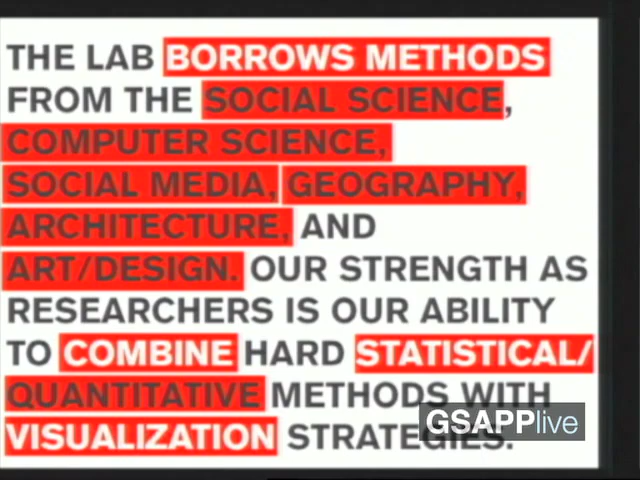 THE LAB BORROWS METHODS
FROM THE SOCIAL SCIENCE,
COMPUTER SCIENCE,
SOCIAL MEDIA, GEOGRAPHY,
ARCHITECTURE, AND
ART/DESIGN. OUR STRENGTH AS
RESEARCHERS IS OUR ABILITY
TO COMBINE HARD STATISTICAL/
QUANTITATIVE METHODS WITH
VISUALIZATION STRATEGIES.
GSAPPlive